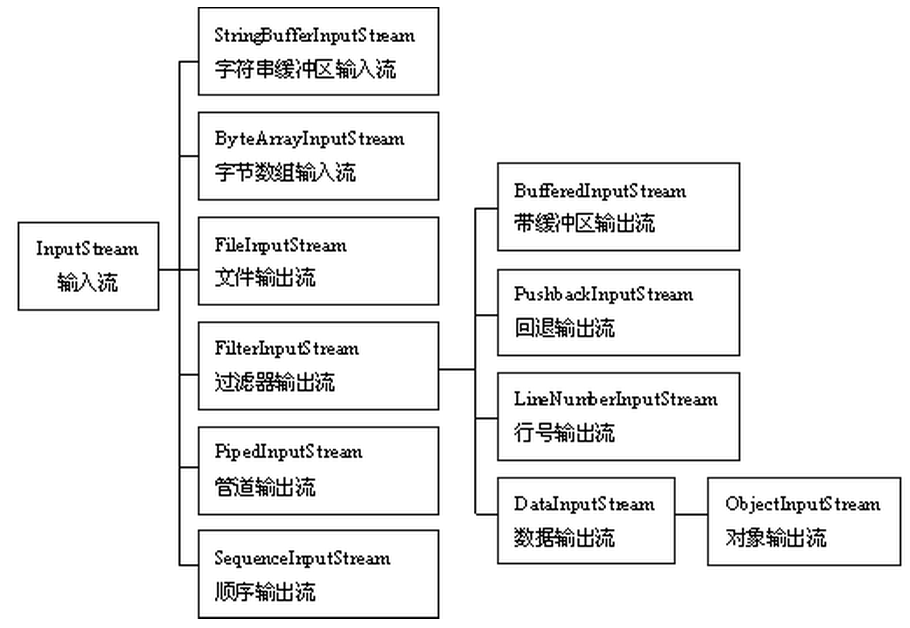 InputStream
输入流
StringBufferInputStream
字符串缓冲区输入流
ByteArrayInputStream
字节数组输入流
FileInputStream
文件输出流
FilterInputStream
过滤器输出流
PipedInputStream
管道输出流
SequenceInputStream
顺序输出流
BufferedInputStream
带缓冲区输出流
PushbackInputStream
回退输出流
LineNumberInputStream
行号输出流
DataInputStream
数据输出流
ObjectInputStream
对象输出流